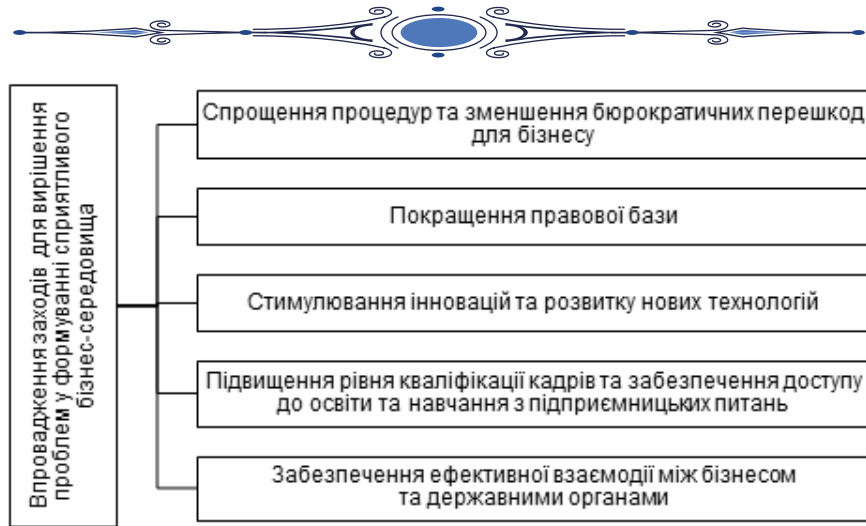 Впровадження заходів для вирішення
проблем у формуванні сприятливого
бізнес-середовища
Спрощення процедур та зменшення бюрократичних перешкод
для бізнесу
Покращення правової бази
Стимулювання інновацій та розвитку нових технологій
Підвищення рівня кваліфікації кадрів та забезпечення доступу
до освіти та навчання з підприємницьких питань
Забезпечення ефективної взаємодії між бізнесом
та державними органами